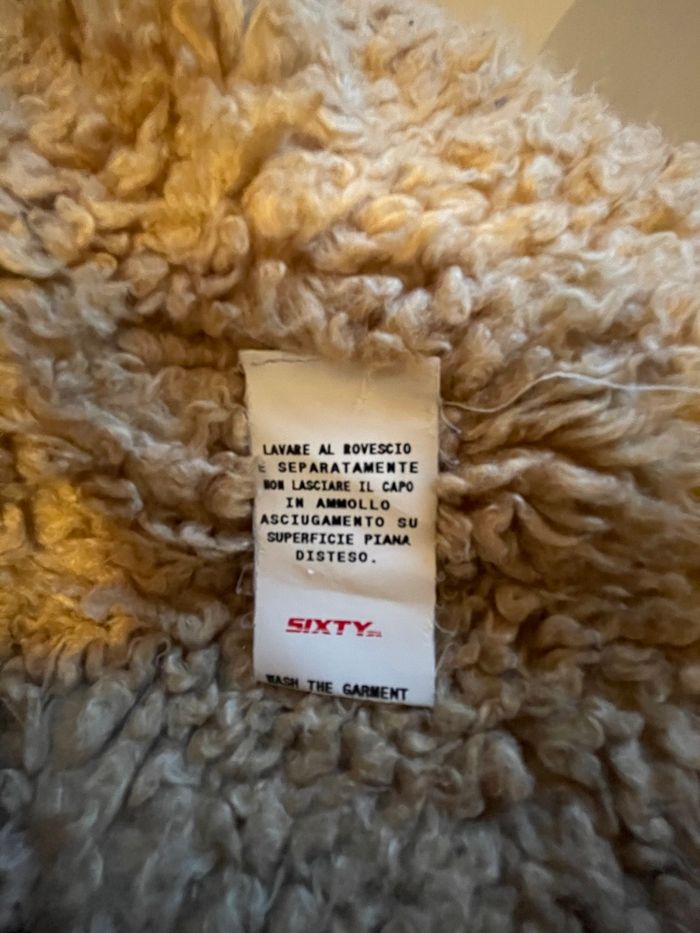 LAVARE AL ROVESCIO
E SEPARATAMENTE
NON LASCIARE IL CAPO
IN AMMOLLO
ASCIUGAMENTO SU
SUPERFICIE PIANA
DISTESO.
SIXTY
WASH THE GARMENT